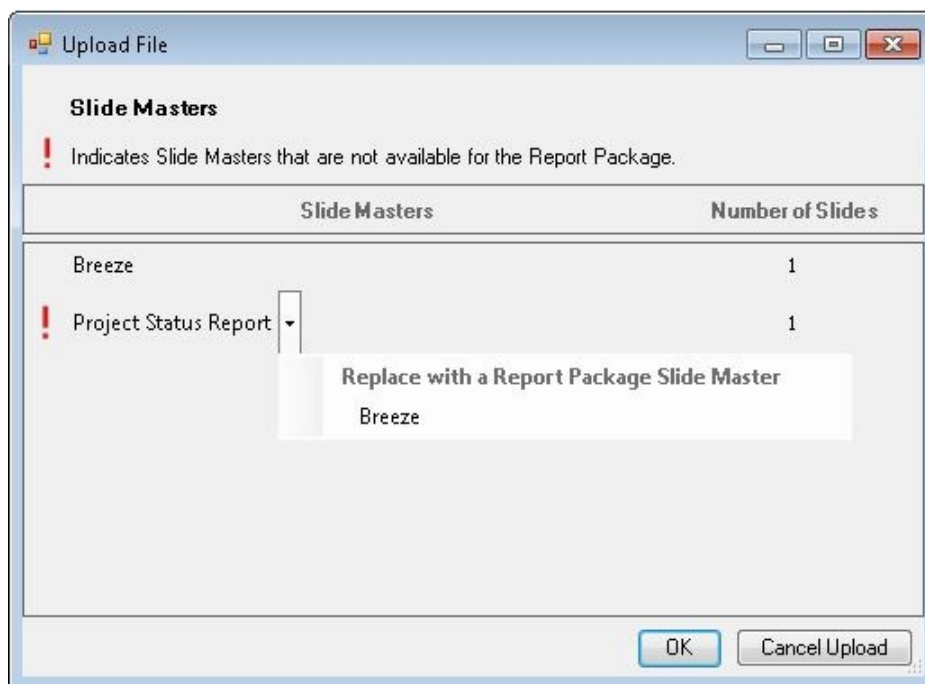 Upload File
Slide Masters
! Indicates Slide Masters that are not available for the Report Package.
Slide Masters Number of Slides
Breeze 1
! Project Status Report 1
Replace with a Report Package Slide Master
Breeze
OK Cancel Upload